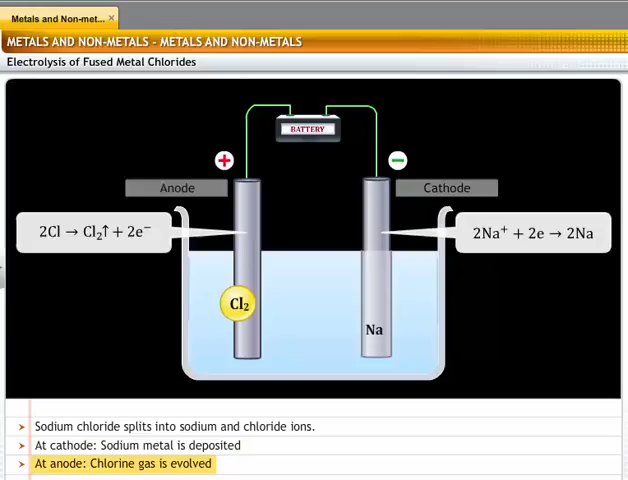 Metals and Non-met... ×
METALS AND NON-METALS - METALS AND NON-METALS
Electrolysis of Fused Metal Chlorides
BATTERY
+ −
Anode Cathode
2Cl → Cl₂↑ + 2e⁻ 2Na⁺ + 2e → 2Na
Cl₂
Na
Sodium chloride splits into sodium and chloride ions.
At cathode: Sodium metal is deposited
At anode: Chlorine gas is evolved